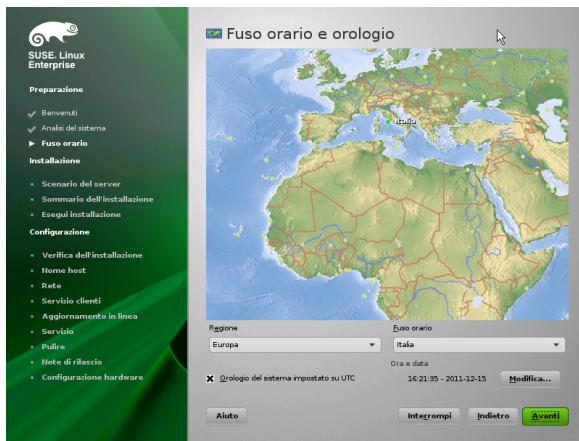 SUSE. Linux
Enterprise
Preparazione
Benvenuti
Analisi del sistema
Fuso orario
Installazione
Scenario del server
Sommario dell'installazione
Esegui installazione
Configurazione
Verifica dell'installazione
Nome host
Rete
Servizio clienti
Aggiornamento in linea
Servizio
Pulire
Note di rilascio
Configurazione hardware
Fuso orario e orologio
Italia
Regione
Fuso orario
Europa
Italia
Ora e data
Orologio del sistema impostato su UTC
16:21:35 - 2011-12-15
Modifica...
Aiuto
Interrompi
Indietro
Avanti